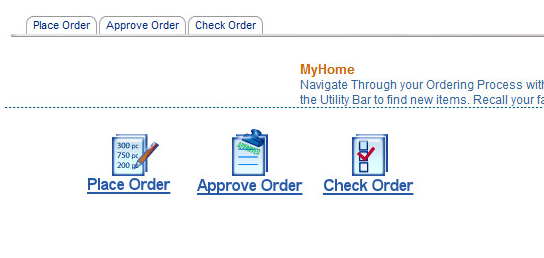 Place Order Approve Order Check Order
MyHome
Navigate Through your Ordering Process with
the Utility Bar to find new items. Recall your fa
300 pc
750 pc
200 pc
Place Order Approve Order Check Order